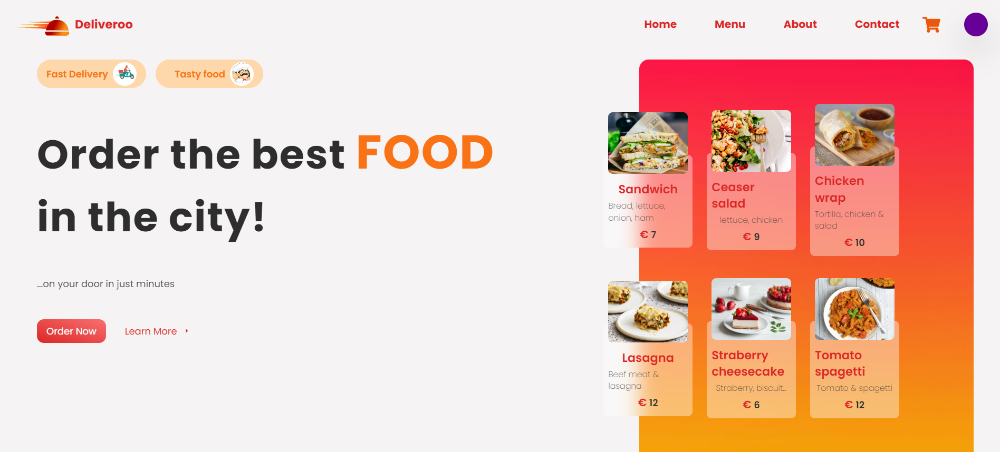 Deliveroo
Home
Menu
About
Contact
Fast Delivery
Tasty food
Order the best FOOD
in the city!
...on your door in just minutes
Order Now
Learn More
Sandwich
Bread, lettuce,
onion, ham
€ 7
Ceaser
salad
lettuce, chicken
€ 9
Chicken
wrap
Tortilla, chicken &
salad
€ 10
Lasagna
Beef meat &
lasagna
€ 12
Straberry
cheesecake
Straberry, biscuit...
€ 6
Tomato
spagetti
Tomato & spagetti
€ 12